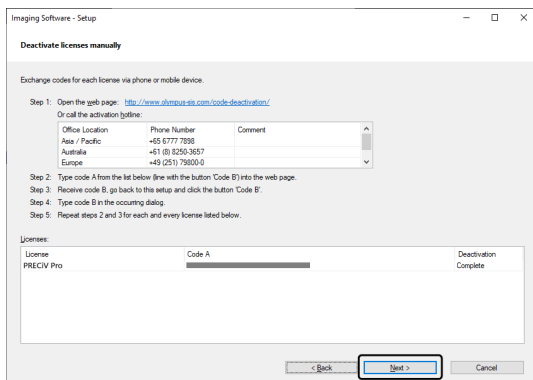 Imaging Software - Setup
Deactivate licenses manually
Exchange codes for each license via phone or mobile device.
Step 1: Open the web page: http://www.olympus-sis.com/code-deactivation/
Or call the activation hotline:
Office Location Phone Number Comment
Asia / Pacific +65 6777 7898
Australia +61 (8) 8250-3657
Europe +49 (251) 79800-0
Step 2: Type code A from the list below (line with the button 'Code B') into the web page.
Step 3: Receive code B, go back to this setup and click the button 'Code B'.
Step 4: Type code B in the occurring dialog.
Step 5: Repeat steps 2 and 3 for each and every license listed below.
Licenses:
License Code A Deactivation
PRECiV Pro Complete
< Back Next > Cancel